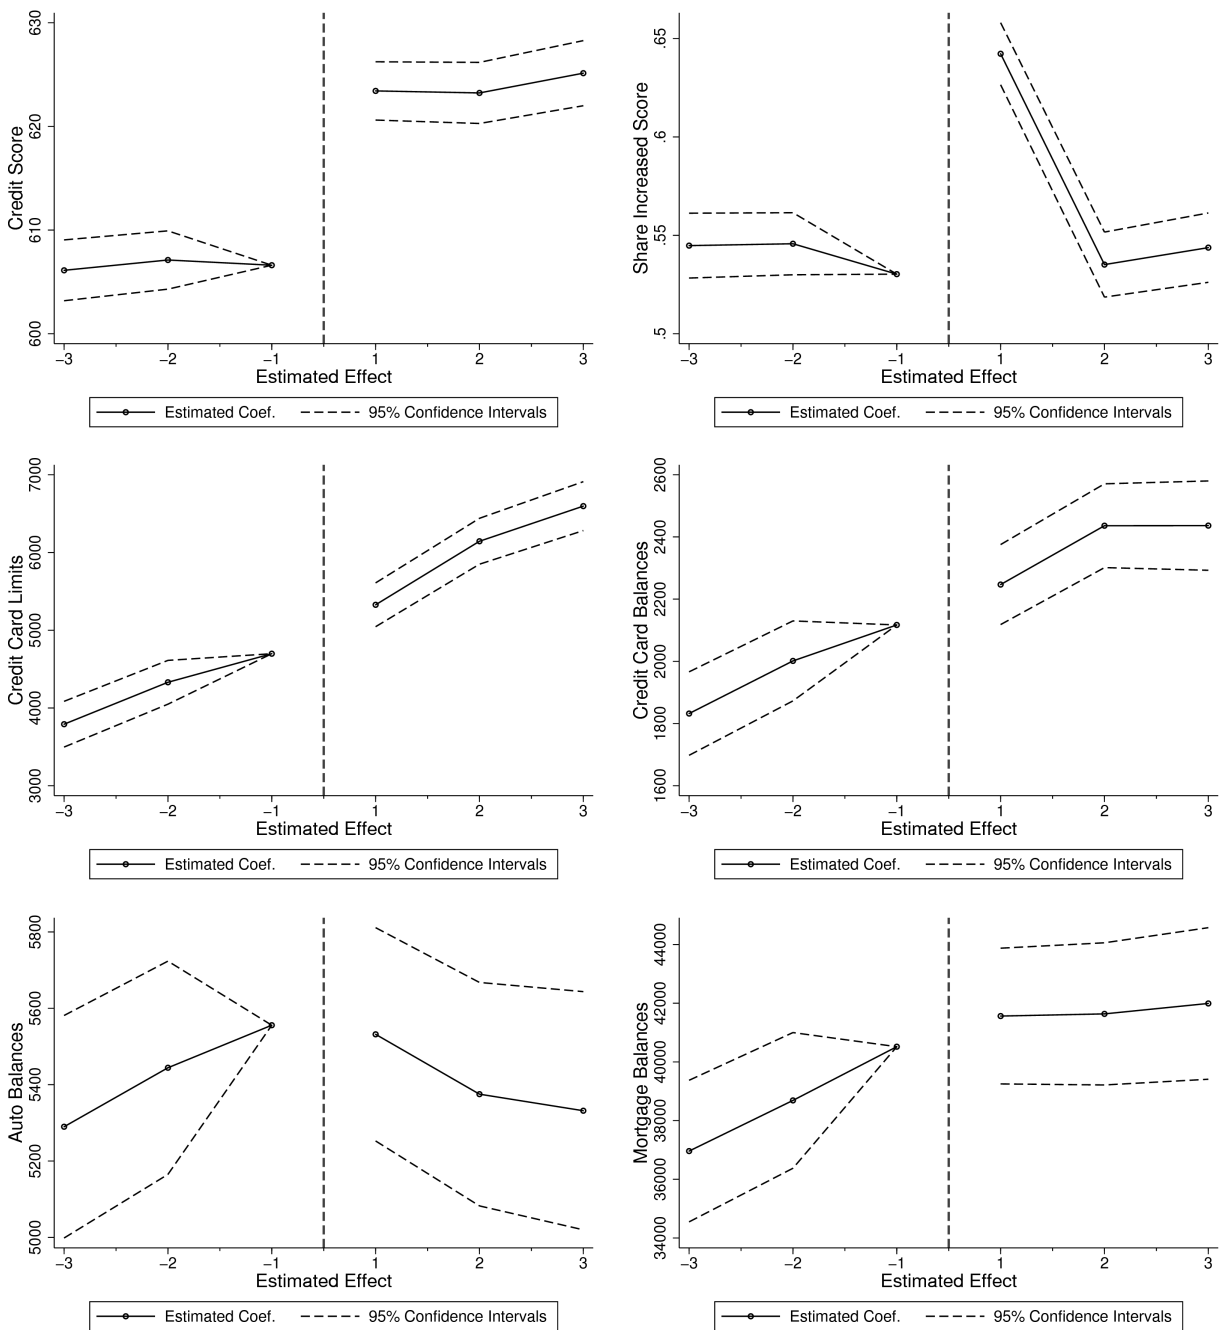 Credit Score
630
620
610
600
−3 −2 −1 1 2 3
Estimated Effect
Estimated Coef. 95% Confidence Intervals
Share Increased Score
.65
.6
.55
.5
−3 −2 −1 1 2 3
Estimated Effect
Estimated Coef. 95% Confidence Intervals
Credit Card Limits
7000
6000
5000
4000
3000
−3 −2 −1 1 2 3
Estimated Effect
Estimated Coef. 95% Confidence Intervals
Credit Card Balances
2600
2400
2200
2000
1800
1600
−3 −2 −1 1 2 3
Estimated Effect
Estimated Coef. 95% Confidence Intervals
Auto Balances
5800
5600
5400
5200
5000
−3 −2 −1 1 2 3
Estimated Effect
Estimated Coef. 95% Confidence Intervals
Mortgage Balances
44000
42000
40000
38000
36000
34000
−3 −2 −1 1 2 3
Estimated Effect
Estimated Coef. 95% Confidence Intervals